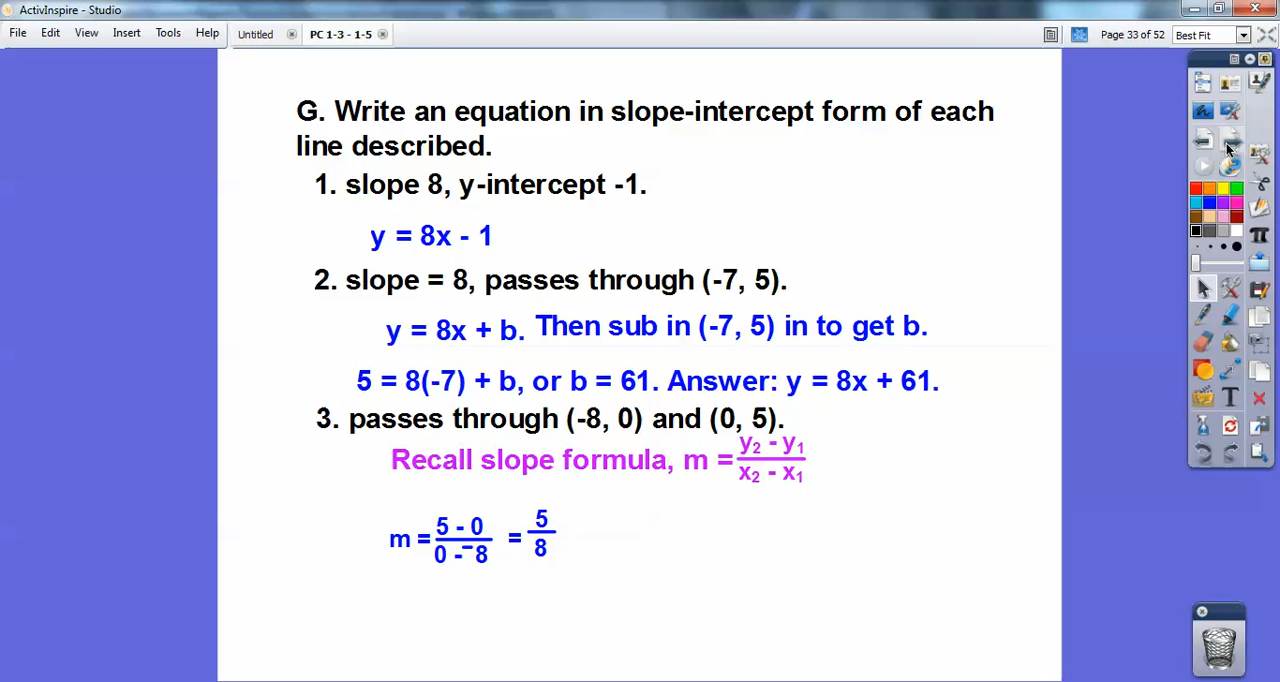 ActivInspire - Studio
File Edit View Insert Tools Help
Untitled
PC 1-3 - 1-5
Page 33 of 52
Best Fit
G. Write an equation in slope-intercept form of each
line described.
1. slope 8, y-intercept -1.
y = 8x - 1
2. slope = 8, passes through (-7, 5).
y = 8x + b. Then sub in (-7, 5) in to get b.
5 = 8(-7) + b, or b = 61. Answer: y = 8x + 61.
3. passes through (-8, 0) and (0, 5).
Recall slope formula, m = y₂ - y₁
x₂ - x₁
m = 5 - 0 = 5
0 - ⁻8 8